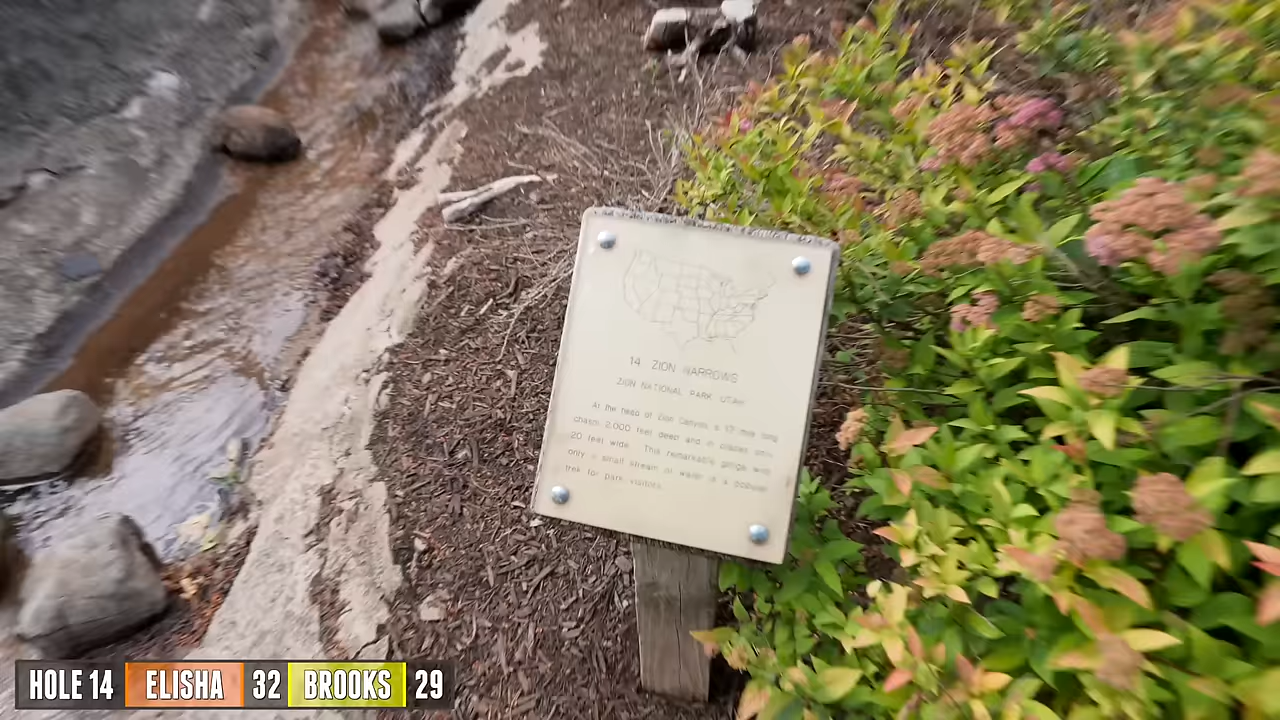 14 ZION NARROWS
ZION NATIONAL PARK UTAH
At the head of Zion Canyon, a 13 mile long
chasm 2,000 feet deep and in places only
20 feet wide. This remarkable gorge with
only a small stream of water is a popular
trek for park visitors.
HOLE 14 ELISHA 32 BROOKS 29